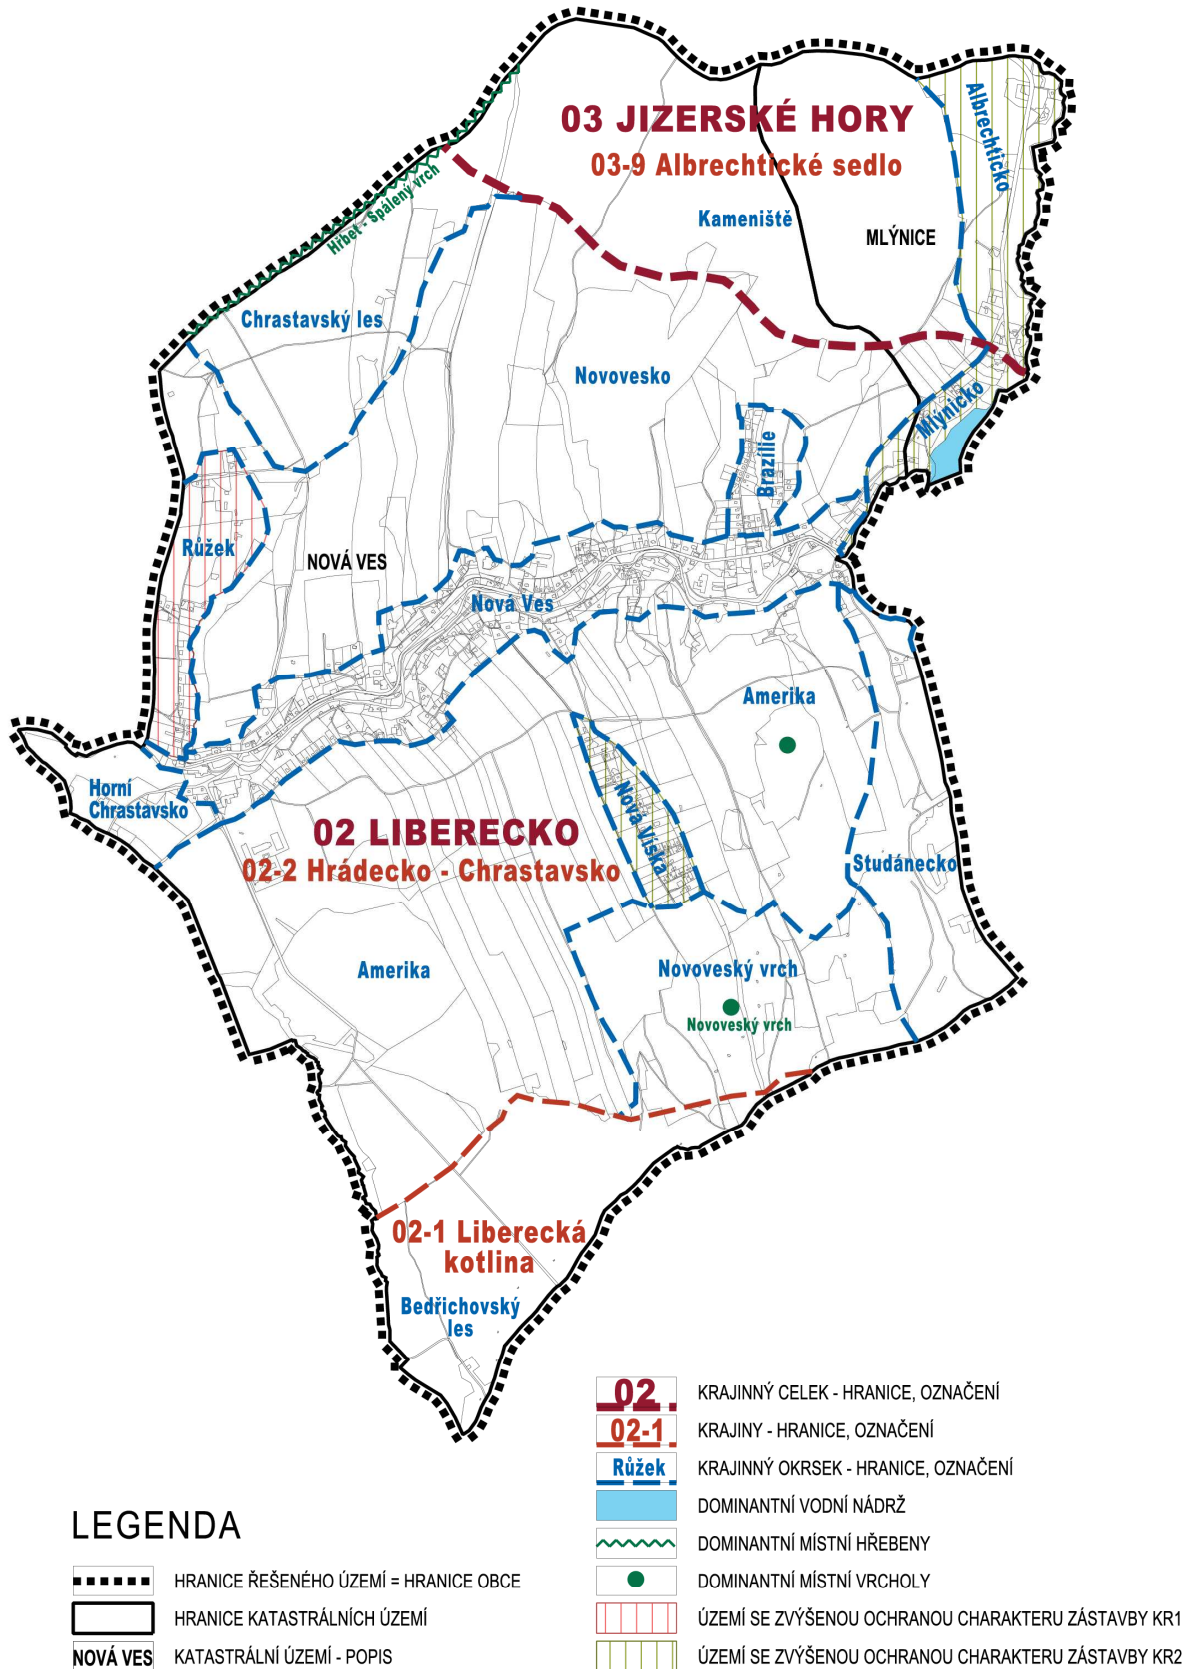 03 JIZERSKÉ HORY
03-9 Albrechtické sedlo
Albrechticko
Kameniště
MLÝNICE
Hřbet - Spálený vrch
Chrastavský les
Novovesko
Mlýnicko
Brazílie
Růžek
NOVÁ VES
Nová Ves
Amerika
Horní
Chrastavsko
Nová Víska
02 LIBERECKO
02-2 Hrádecko - Chrastavsko
Studánecko
Amerika
Novoveský vrch
Novoveský vrch
02-1 Liberecká
kotlina
Bedřichovský
les
LEGENDA
HRANICE ŘEŠENÉHO ÚZEMÍ = HRANICE OBCE
HRANICE KATASTRÁLNÍCH ÚZEMÍ
NOVÁ VES KATASTRÁLNÍ ÚZEMÍ - POPIS
02 KRAJINNÝ CELEK - HRANICE, OZNAČENÍ
02-1 KRAJINY - HRANICE, OZNAČENÍ
Růžek KRAJINNÝ OKRSEK - HRANICE, OZNAČENÍ
DOMINANTNÍ VODNÍ NÁDRŽ
DOMINANTNÍ MÍSTNÍ HŘEBENY
DOMINANTNÍ MÍSTNÍ VRCHOLY
ÚZEMÍ SE ZVÝŠENOU OCHRANOU CHARAKTERU ZÁSTAVBY KR1
ÚZEMÍ SE ZVÝŠENOU OCHRANOU CHARAKTERU ZÁSTAVBY KR2